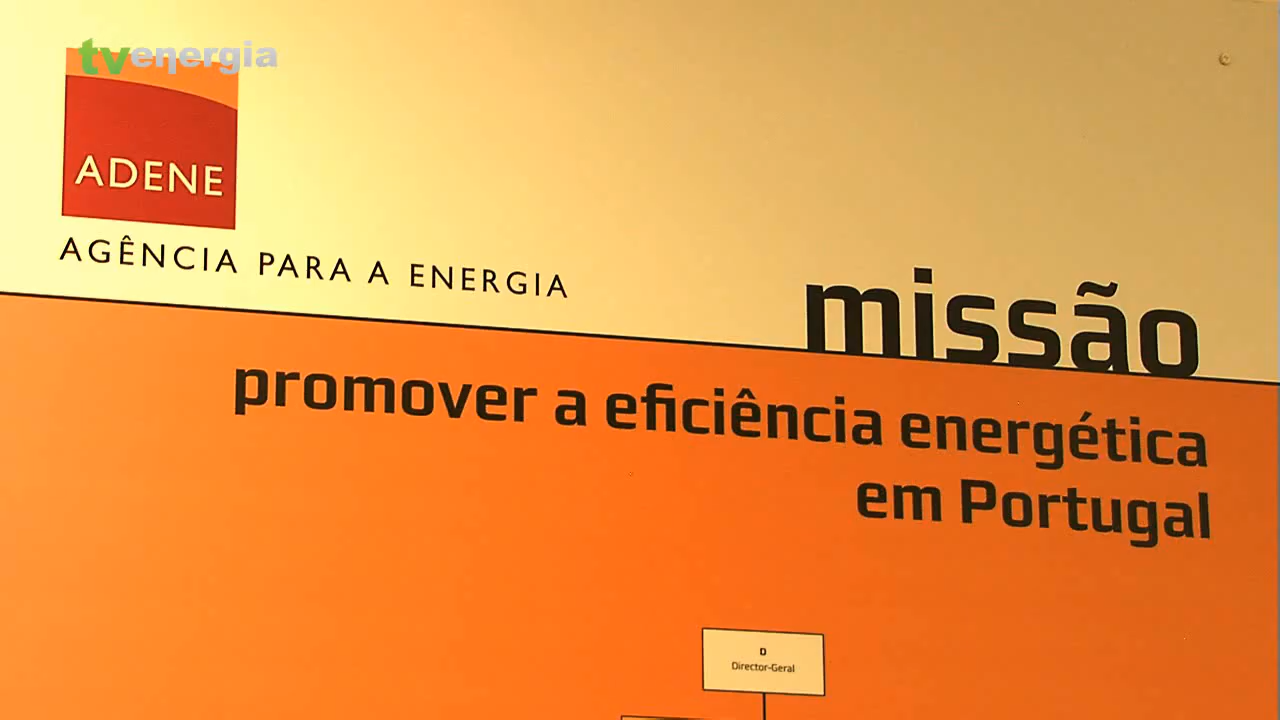 tvenergia
ADENE
AGÊNCIA PARA A ENERGIA
missão
promover a eficiência energética
em Portugal
D
Director-Geral